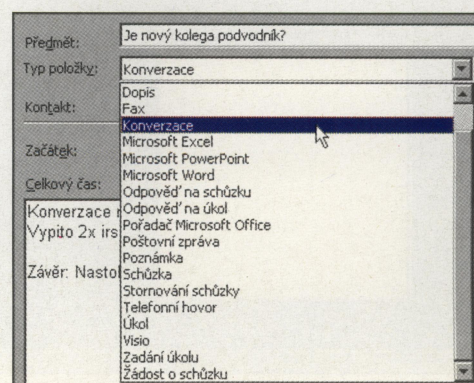 Předmět: Je nový kolega podvodník?
Typ položky: Konverzace
Kontakt:
Začátek:
Celkový čas:
Dopis
Fax
Konverzace
Microsoft Excel
Microsoft PowerPoint
Microsoft Word
Odpověď na schůzku
Odpověď na úkol
Pořadač Microsoft Office
Poštovní zpráva
Poznámka
Schůzka
Stornování schůzky
Telefonní hovor
Úkol
Visio
Zadání úkolu
Žádost o schůzku
Konverzace
Vypito 2x
Závěr: